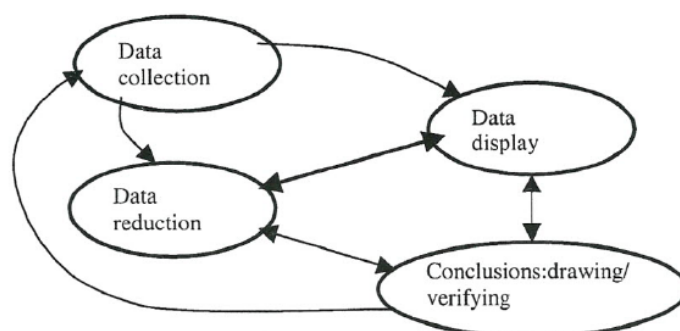 Data
collection
Data
display
Data
reduction
Conclusions:drawing/
verifying